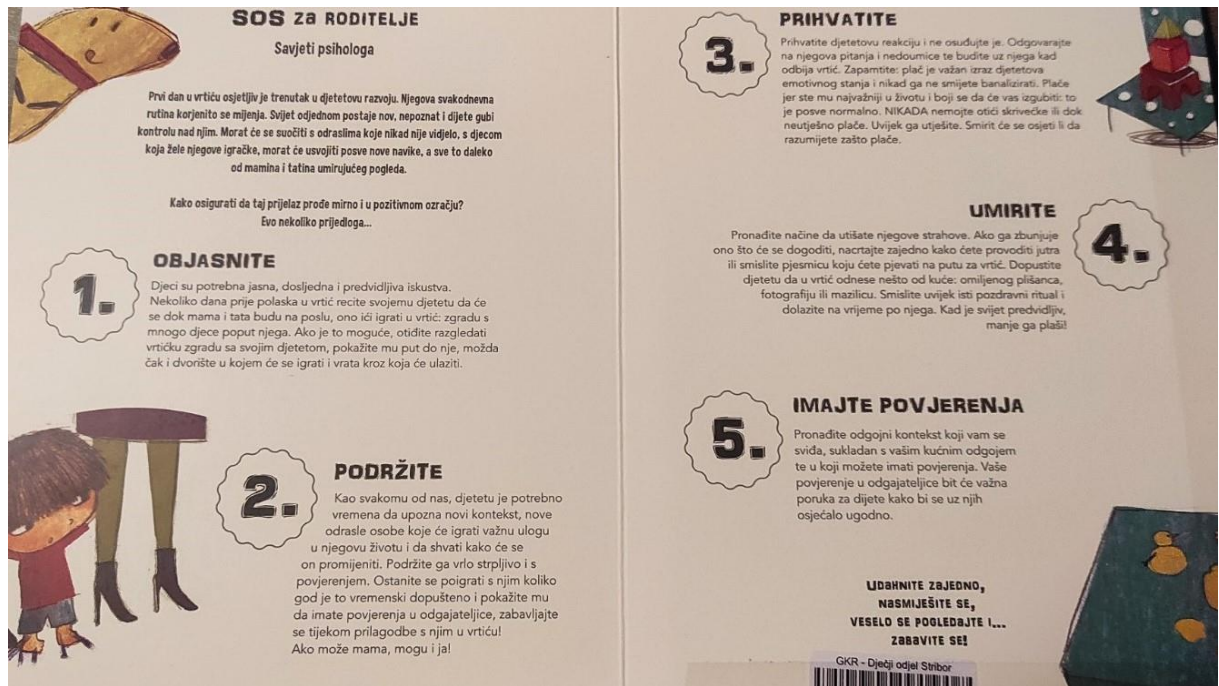 SOS za RODITELJE
Savjeti psihologa
Prvi dan u vrtiću osjetljiv je trenutak u djetetovu razvoju. Njegova svakodnevna
rutina korjenito se mijenja. Svijet odjednom postaje nov, nepoznat i dijete gubi
kontrolu nad njim. Morat će se suočiti s odraslima koje nikad nije vidjelo, s djecom
koja žele njegove igračke, morat će usvojiti posve nove navike, a sve to daleko
od mamina i tatina umirujućeg pogleda.
Kako osigurati da taj prijelaz prođe mirno i u pozitivnom ozračju?
Evo nekoliko prijedloga...
1.
OBJASNITE
Djeci su potrebna jasna, dosljedna i predvidljiva iskustva.
Nekoliko dana prije polaska u vrtić recite svojemu djetetu da će
se dok mama i tata budu na poslu, ono ići igrati u vrtić: zgradu s
mnogo djece poput njega. Ako je to moguće, otiđite razgledati
vrtićku zgradu sa svojim djetetom, pokažite mu put do nje, možda
čak i dvorište u kojem će se igrati i vrata kroz koja će ulaziti.
2.
PODRŽITE
Kao svakomu od nas, djetetu je potrebno
vremena da upozna novi kontekst, nove
odrasle osobe koje će igrati važnu ulogu
u njegovu životu i da shvati kako će se
on promijeniti. Podržite ga vrlo strpljivo i s
povjerenjem. Ostanite se poigrati s njim koliko
god je to vremenski dopušteno i pokažite mu
da imate povjerenja u odgajateljice, zabavljajte
se tijekom prilagodbe s njim u vrtiću!
Ako može mama, mogu i ja!
3.
PRIHVATITE
Prihvatite djetetovu reakciju i ne osuđujte je. Odgovarajte
na njegova pitanja i nedoumice te budite uz njega kad
odbija vrtić. Zapamtite: plač je važan izraz djetetova
emotivnog stanja i nikad ga ne smijete banalizirati. Plače
jer ste mu najvažniji u životu i boji se da će vas izgubiti: to
je posve normalno. NIKADA nemojte otići skrivećke ili dok
neutješno plače. Uvijek ga utješite. Smirit će se osjeti li da
razumijete zašto plače.
UMIRITE
4.
Pronađite načine da utišate njegove strahove. Ako ga zbunjuje
ono što će se dogoditi, nacrtajte zajedno kako ćete provoditi jutra
ili smislite pjesmicu koju ćete pjevati na putu za vrtić. Dopustite
djetetu da u vrtić odnese nešto od kuće: omiljenog plišanca,
fotografiju ili mazilicu. Smislite uvijek isti pozdravni ritual i
dolazite na vrijeme po njega. Kad je svijet predvidljiv,
manje ga plaši!
5.
IMAJTE POVJERENJA
Pronađite odgojni kontekst koji vam se
sviđa, sukladan s vašim kućnim odgojem
te u koji možete imati povjerenja. Vaše
povjerenje u odgajateljice bit će važna
poruka za dijete kako bi se uz njih
osjećalo ugodno.
UDAHNITE ZAJEDNO,
NASMIJEŠITE SE,
VESELO SE POGLEDAJTE I...
ZABAVITE SE!
GKR - Dječji odjel Stribor